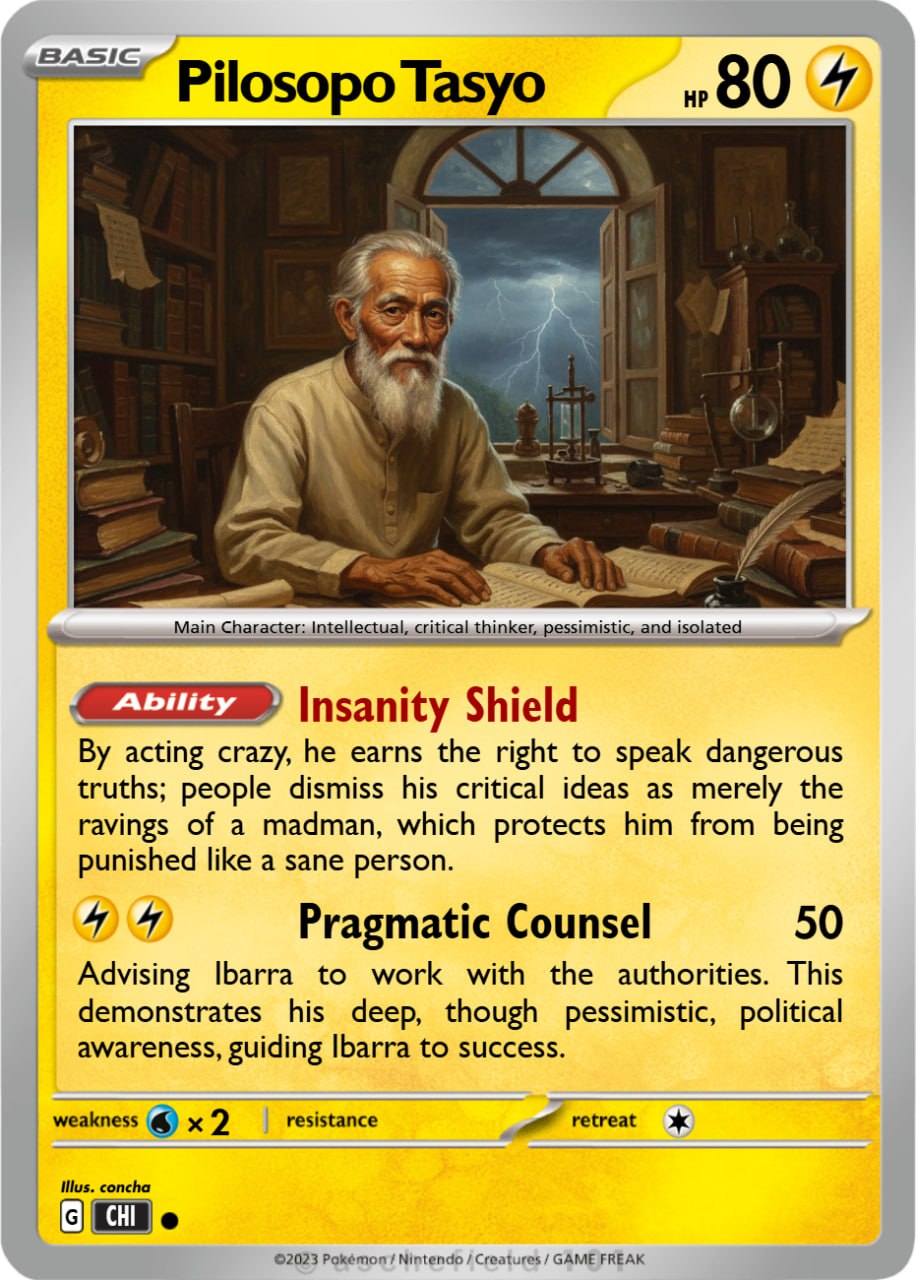 BASIC
Pilosopo Tasyo
HP 80
Main Character: Intellectual, critical thinker, pessimistic, and isolated
Ability Insanity Shield
By acting crazy, he earns the right to speak dangerous
truths; people dismiss his critical ideas as merely the
ravings of a madman, which protects him from being
punished like a sane person.
Pragmatic Counsel 50
Advising Ibarra to work with the authorities. This
demonstrates his deep, though pessimistic, political
awareness, guiding Ibarra to success.
weakness × 2 resistance retreat
Illus. concha
G CHI
©2023 Pokémon / Nintendo / Creatures / GAME FREAK